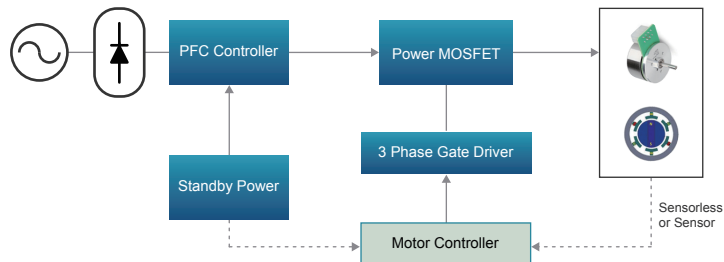 PFC Controller
Power MOSFET
3 Phase Gate Driver
Standby Power
Sensorless
or Sensor
Motor Controller